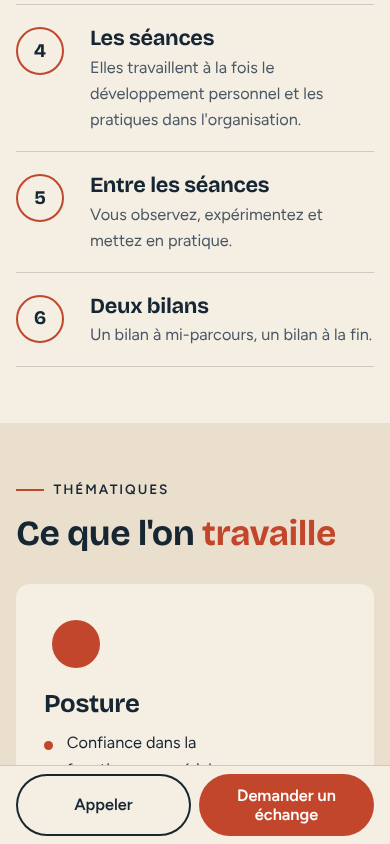 4
Les séances
Elles travaillent à la fois le
développement personnel et les
pratiques dans l'organisation.
5
Entre les séances
Vous observez, expérimentez et
mettez en pratique.
6
Deux bilans
Un bilan à mi-parcours, un bilan à la fin.
THÉMATIQUES
Ce que l'on travaille
Posture
Confiance dans la
Appeler
Demander un
échange